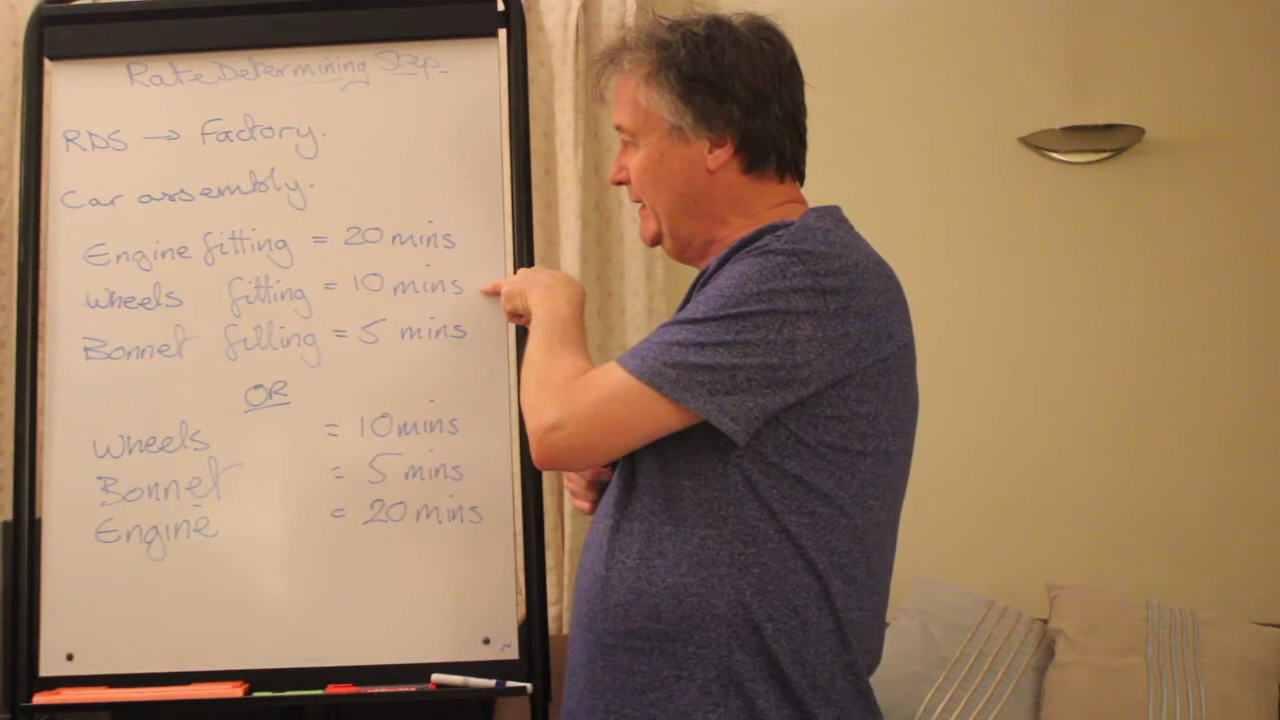 Rate Determining Step.
RDS → Factory.
Car assembly.
Engine fitting = 20 mins
Wheels fitting = 10 mins
Bonnet filling = 5 mins
OR
Wheels = 10 mins
Bonnet = 5 mins
Engine = 20 mins